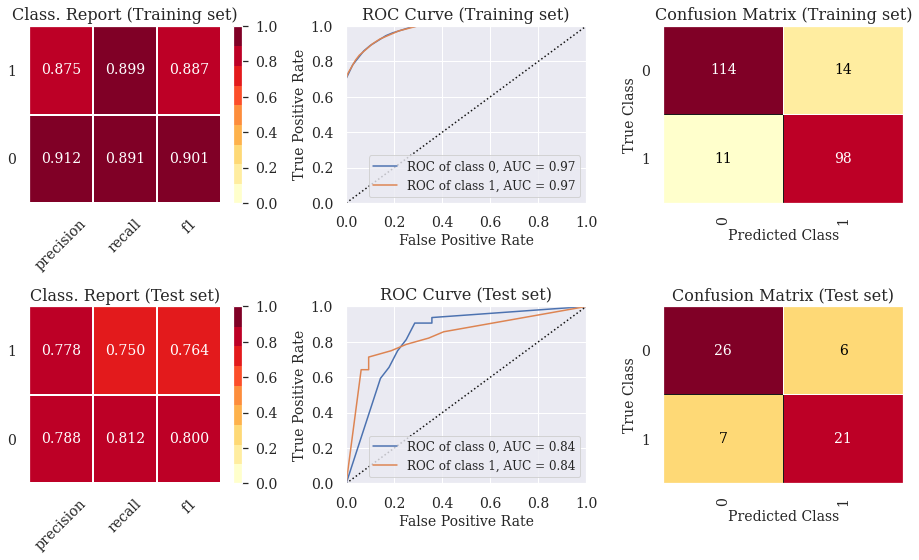 Class. Report (Training set)
1
0
0.875 0.899 0.887
0.912 0.891 0.901
precision recall f1
1.0
0.8
0.6
0.4
0.2
0.0
ROC Curve (Training set)
True Positive Rate
1.0
0.8
0.6
0.4
0.2
0.0
ROC of class 0, AUC = 0.97
ROC of class 1, AUC = 0.97
0.0 0.2 0.4 0.6 0.8 1.0
False Positive Rate
Confusion Matrix (Training set)
True Class
0
1
114 14
11 98
0 1
Predicted Class
Class. Report (Test set)
1
0
0.778 0.750 0.764
0.788 0.812 0.800
precision recall f1
1.0
0.8
0.6
0.4
0.2
0.0
ROC Curve (Test set)
True Positive Rate
1.0
0.8
0.6
0.4
0.2
0.0
ROC of class 0, AUC = 0.84
ROC of class 1, AUC = 0.84
0.0 0.2 0.4 0.6 0.8 1.0
False Positive Rate
Confusion Matrix (Test set)
True Class
0
1
26 6
7 21
0 1
Predicted Class